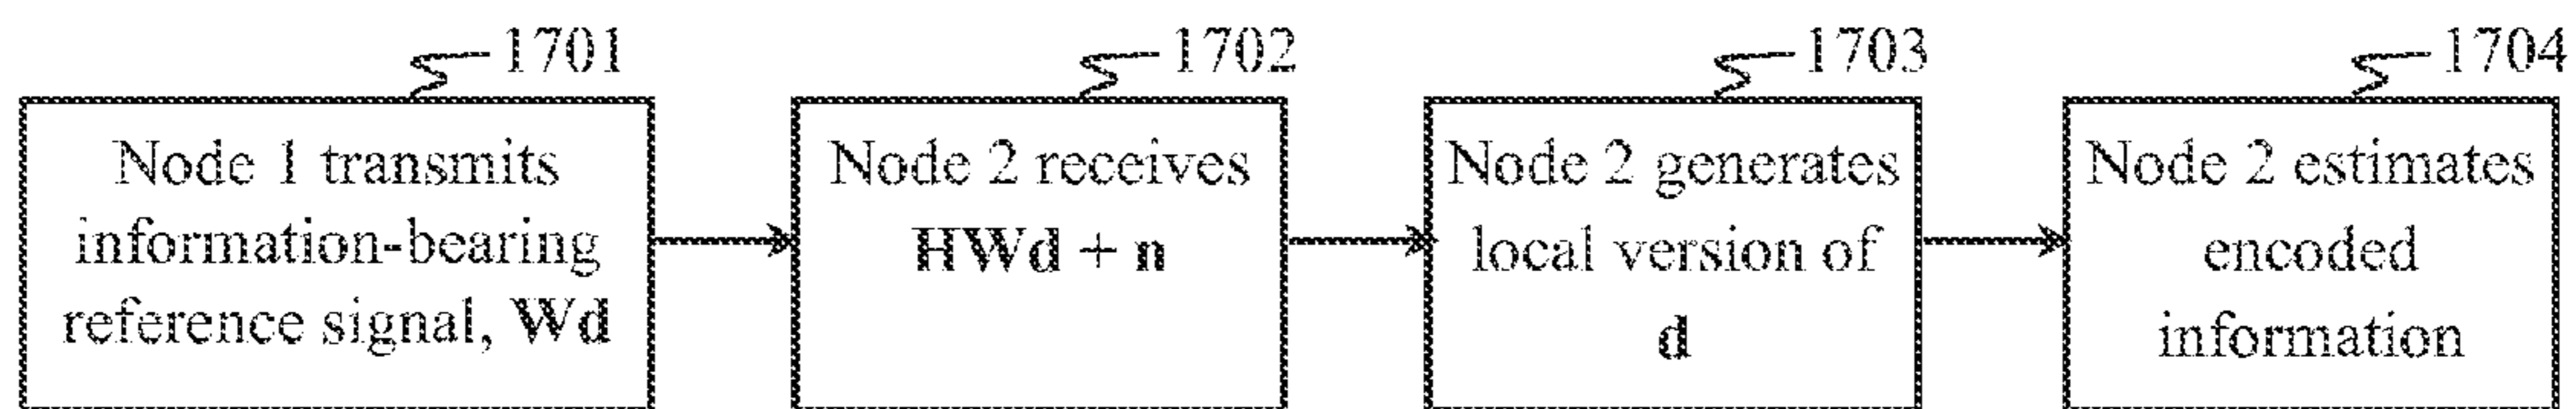 1701
1702
1703
1704
Node 1 transmits
information-bearing
reference signal, Wd
Node 2 receives
HWd + n
Node 2 generates
local version of
d
Node 2 estimates
encoded
information